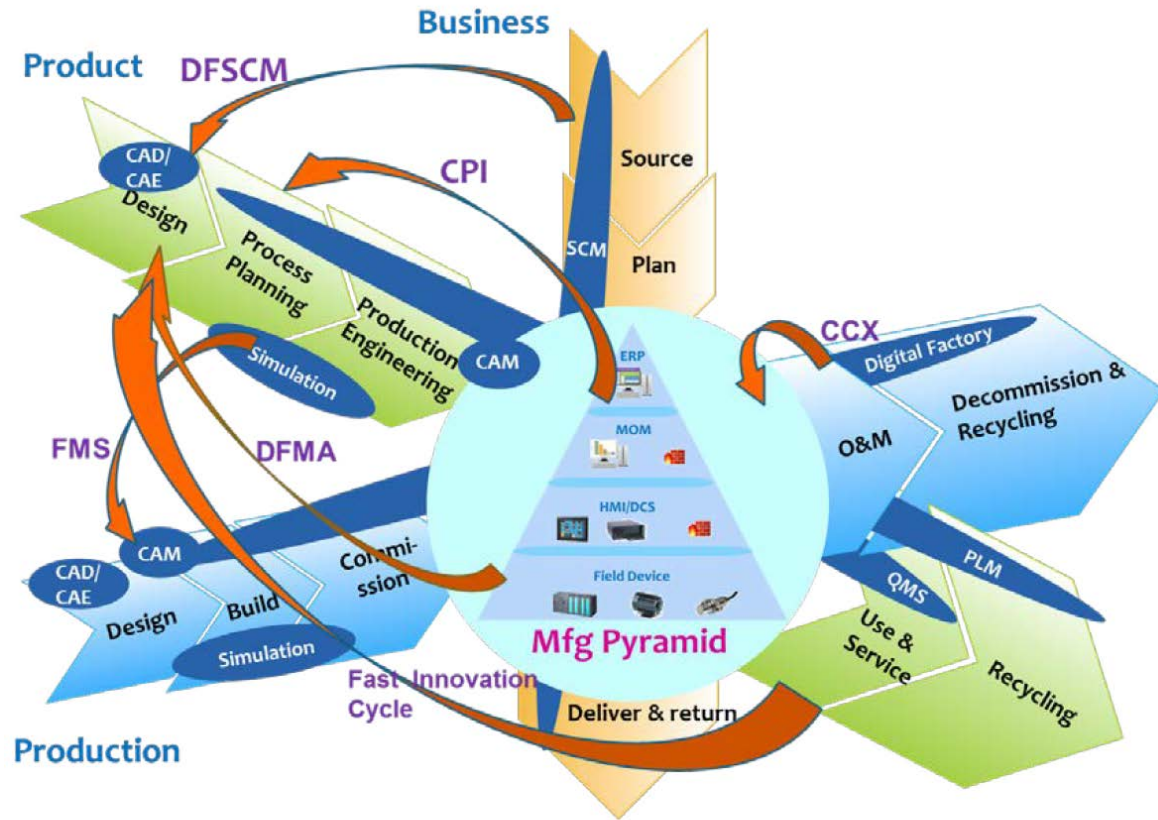 Business
Product
DFSCM
CAD/
CAE
Design
CPI
Source
SCM
Plan
Process
Planning
Production
Engineering
CAM
Simulation
CCX
Digital Factory
Decommission &
Recycling
O&M
ERP
MOM
HMI/DCS
Field Device
Mfg Pyramid
FMS
DFMA
CAM
CAD/
CAE
Design
Build
Commi-
ssion
Simulation
PLM
QMS
Use &
Service
Recycling
Fast Innovation
Cycle
Deliver & return
Production